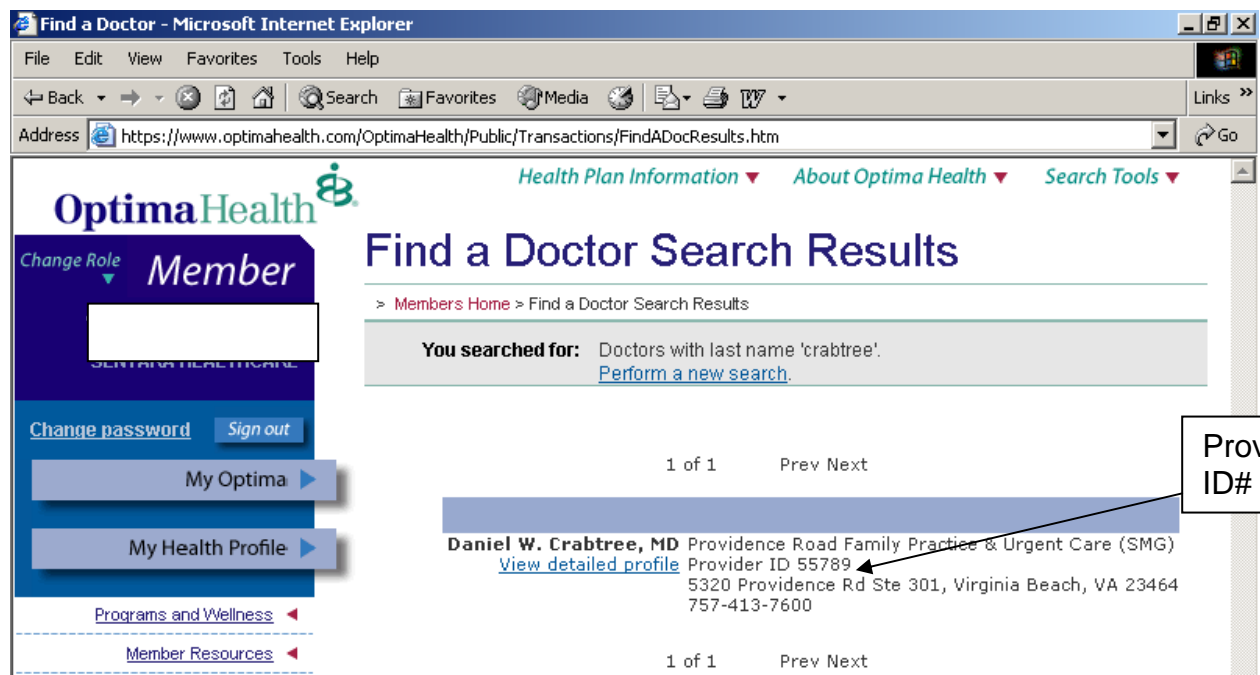 Find a Doctor - Microsoft Internet Explorer
File Edit View Favorites Tools Help
Back Search Favorites Media Links »
Address https://www.optimahealth.com/OptimaHealth/Public/Transactions/FindADocResults.htm Go
Health Plan Information ▼ About Optima Health ▼ Search Tools ▼
OptimaHealth
Change Role ▼ Member
Find a Doctor Search Results
> Members Home > Find a Doctor Search Results
SENTARA HEALTHCARE
You searched for: Doctors with last name 'crabtree'.
Perform a new search.
Change password Sign out
My Optima
My Health Profile
Programs and Wellness
Member Resources
1 of 1 Prev Next
ID#
Daniel W. Crabtree, MD Providence Road Family Practice & Urgent Care (SMG)
View detailed profile Provider ID 55789
5320 Providence Rd Ste 301, Virginia Beach, VA 23464
757-413-7600
1 of 1 Prev Next